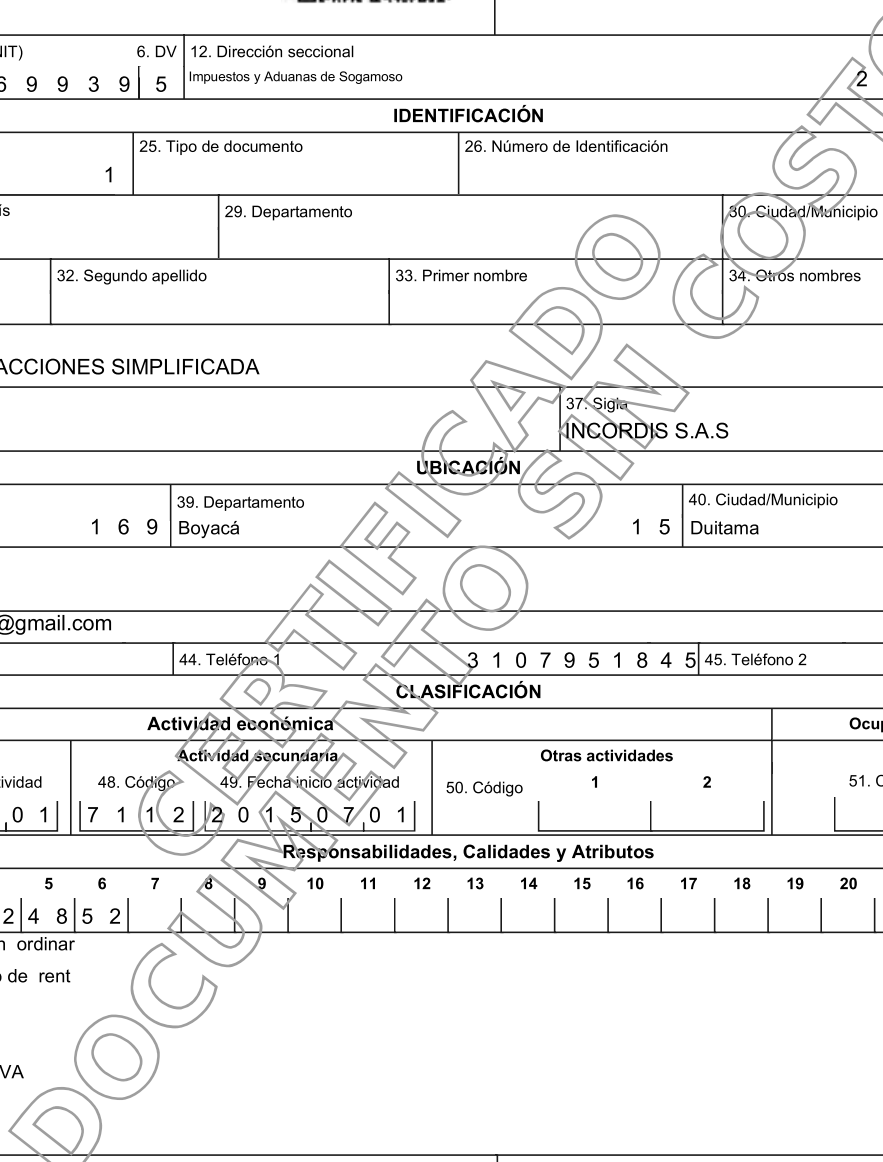 6. DV 12. Dirección seccional
9 9 3 9 5 Impuestos y Aduanas de Sogamoso 2
IDENTIFICACIÓN
25. Tipo de documento 26. Número de Identificación
1
29. Departamento 30. Ciudad/Municipio
32. Segundo apellido 33. Primer nombre 34. Otros nombres
ACCIONES SIMPLIFICADA
37. Sigla
INCORDIS S.A.S
UBICACIÓN
39. Departamento 40. Ciudad/Municipio
1 6 9 Boyacá 1 5 Duitama
@gmail.com
44. Teléfono 1 3 1 0 7 9 5 1 8 4 5 45. Teléfono 2
CLASIFICACIÓN
Actividad económica
Actividad secundaria Otras actividades
48. Código 49. Fecha inicio actividad 50. Código 1 2 51.
0 1 7 1 1 2 2 0 1 5 0 7 0 1
Responsabilidades, Calidades y Atributos
5 6 7 8 9 10 11 12 13 14 15 16 17 18 19 20
2 4 8 5 2
n ordinar
o de rent
VA
CERTIFICADO
DOCUMENTO SIN COSTO